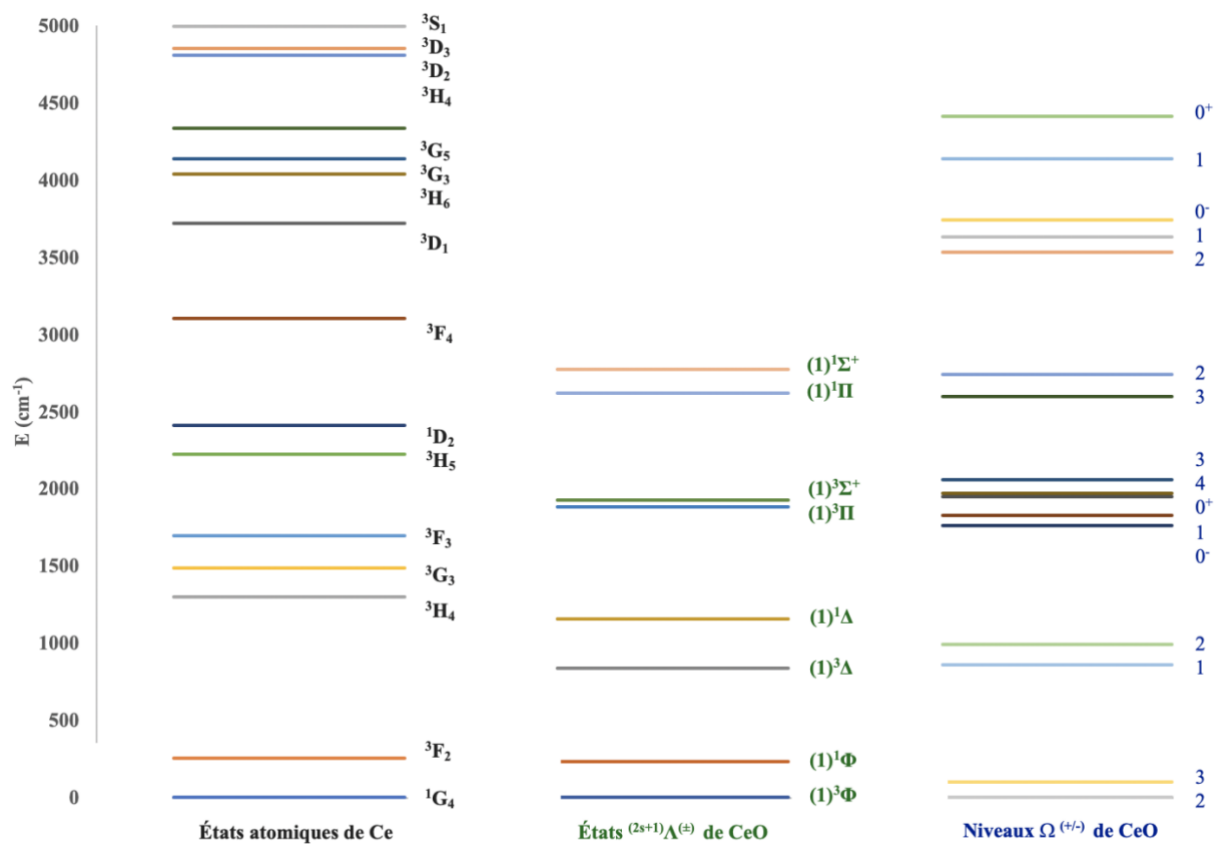 5000
4500
4000
3500
3000
2500
2000
1500
1000
500
0
E (cm⁻¹)
³S₁
³D₃
³D₂
³H₄
³G₅
³G₃
³H₆
³D₁
³F₄
¹D₂
³H₅
³F₃
³G₃
³H₄
³F₂
¹G₄
États atomiques de Ce
(1)¹Σ⁺
(1)¹Π
(1)³Σ⁺
(1)³Π
(1)¹Δ
(1)³Δ
(1)¹Φ
(1)³Φ
États ⁽²ˢ⁺¹⁾Λ⁽±⁾ de CeO
0⁺
1
0⁻
1
2
2
3
3
4
0⁺
1
0⁻
2
1
3
2
Niveaux Ω ⁽⁺/⁻⁾ de CeO